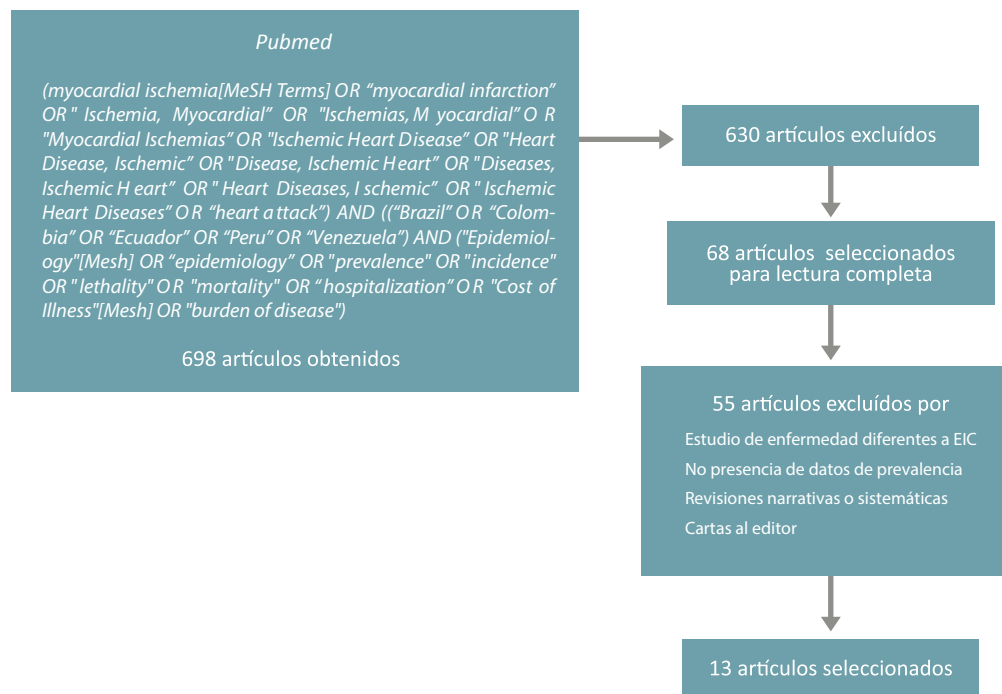 Pubmed
(myocardial ischemia[MeSH Terms] OR “myocardial infarction”
OR" Ischemia, Myocardial” OR "Ischemias, M yocardial” O R
"Myocardial Ischemias” OR "Ischemic Heart Disease” OR "Heart
Disease, Ischemic” OR "Disease, Ischemic H eart” OR "Diseases,
Ischemic H eart” OR " Heart Diseases, I schemic” OR " Ischemic
Heart Diseases” O R “heart a ttack”) AND ((“Brazil” O R “Colom-
bia” OR “Ecuador” OR “Peru” OR “Venezuela”) AND ("Epidemiol-
ogy"[Mesh] OR “epidemiology” OR "prevalence" OR "incidence"
OR " lethality" O R "mortality" OR “ hospitalization” O R "Cost of
Illness"[Mesh] OR "burden of disease")
698 artículos obtenidos
630 artículos excluídos
68 artículos seleccionados
para lectura completa
55 artículos excluídos por
Estudio de enfermedad diferentes a EIC
No presencia de datos de prevalencia
Revisiones narrativas o sistemáticas
Cartas al editor
13 artículos seleccionados